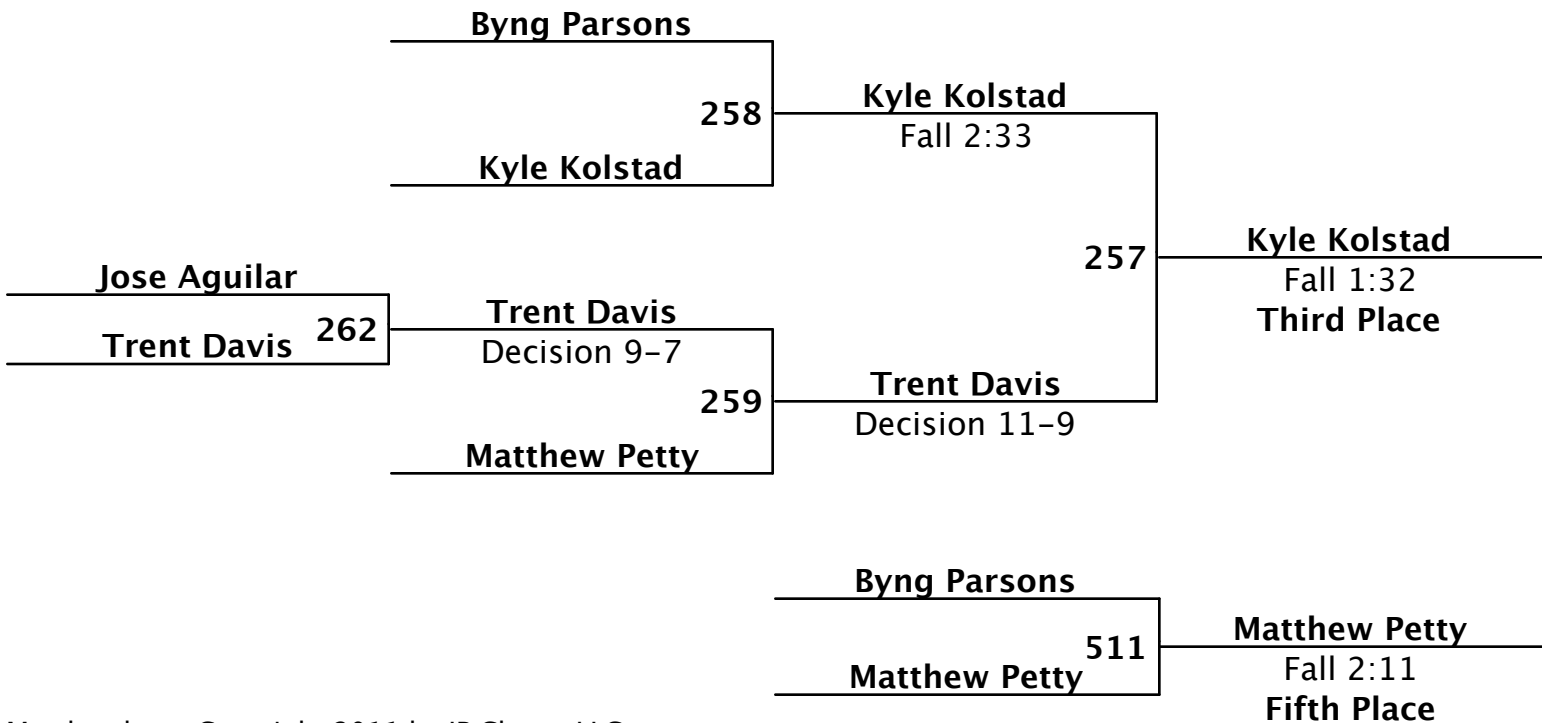 Byng Parsons
258
Kyle Kolstad
Fall 2:33
Kyle Kolstad
257
Kyle Kolstad
Fall 1:32
Third Place
Jose Aguilar
262
Trent Davis
Trent Davis
Decision 9-7
259
Trent Davis
Decision 11-9
Matthew Petty
Byng Parsons
511
Matthew Petty
Matthew Petty
Fall 2:11
Fifth Place